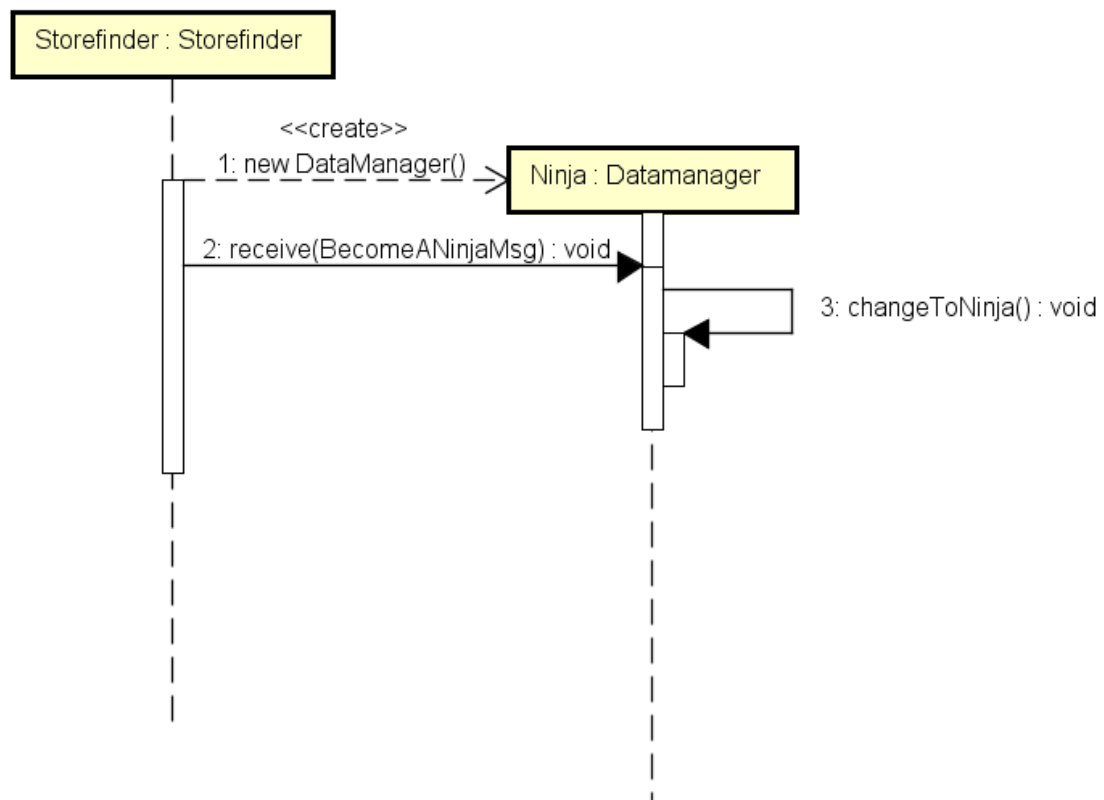 Storefinder : Storefinder
<<create>>
1: new DataManager()
Ninja : Datamanager
2: receive(BecomeANinjaMsg) : void
3: changeToNinja() : void